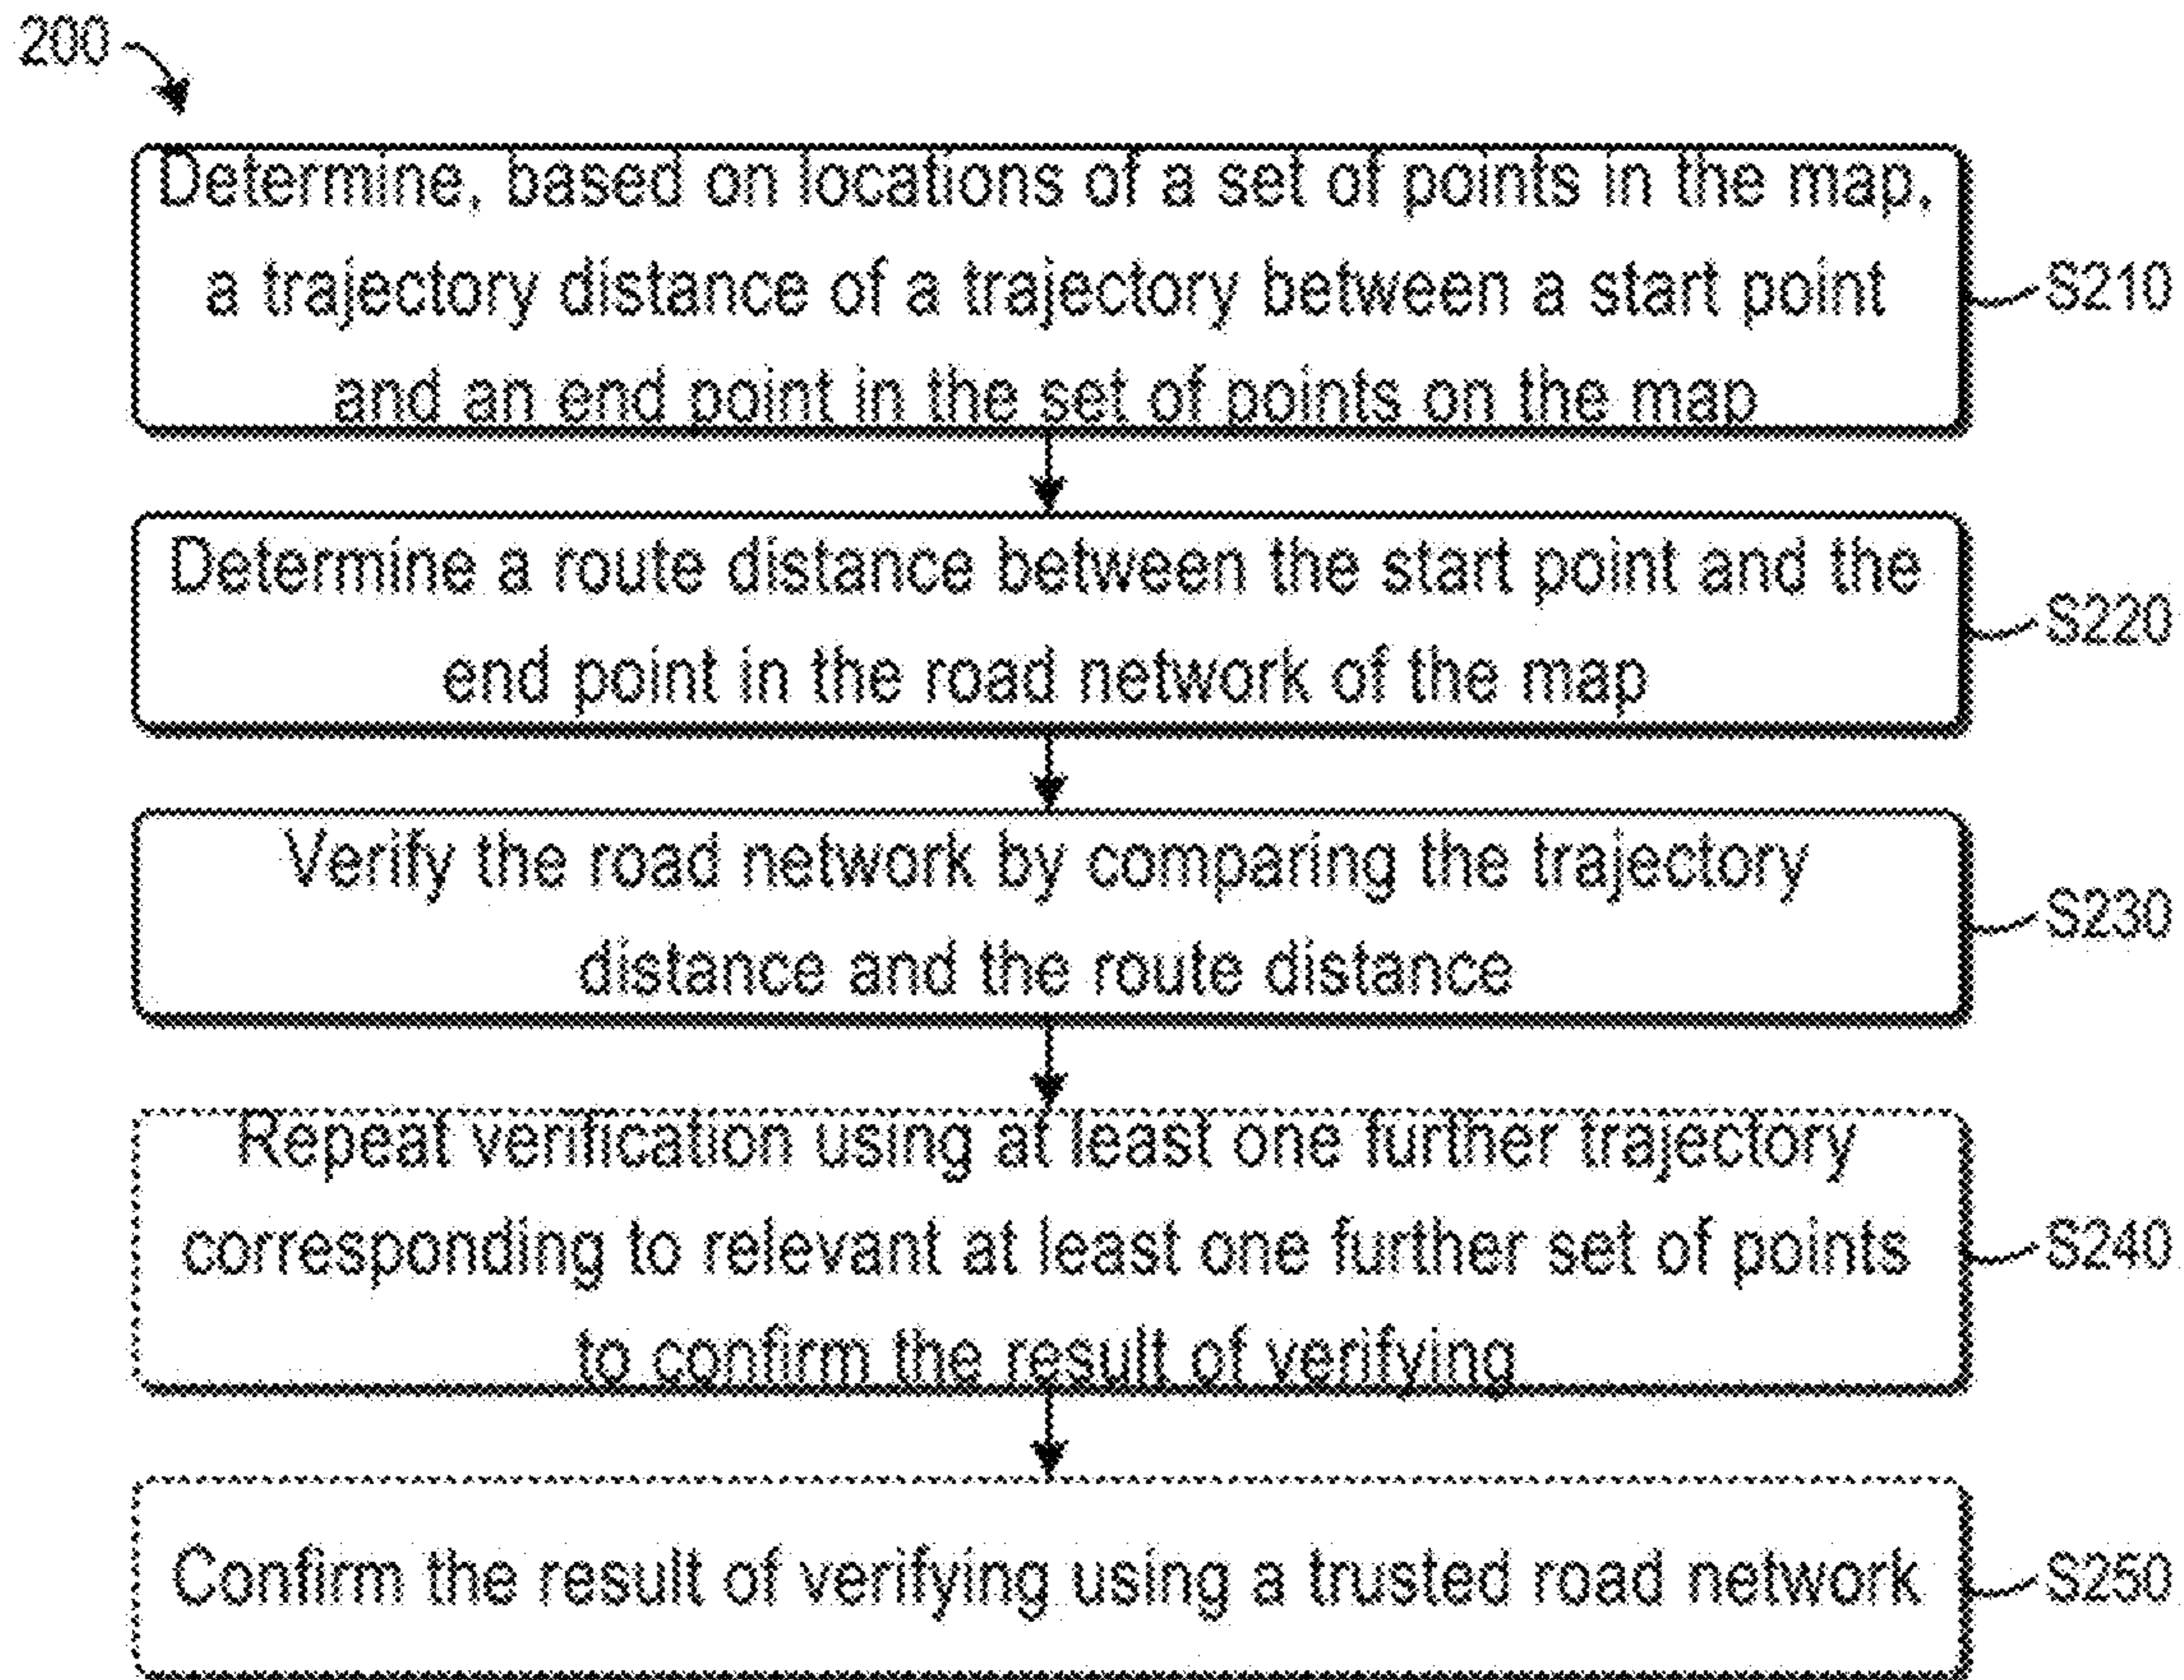 200
Determine, based on locations of a set of points in the map,
a trajectory distance of a trajectory between a start point
and an end point in the set of points on the map
S210
Determine a route distance between the start point and the
end point in the road network of the map
S220
Verify the road network by comparing the trajectory
distance and the route distance
S230
Repeat verification using at least one further trajectory
corresponding to relevant at least one further set of points
to confirm the result of verifying
S240
Confirm the result of verifying using a trusted road network
S250